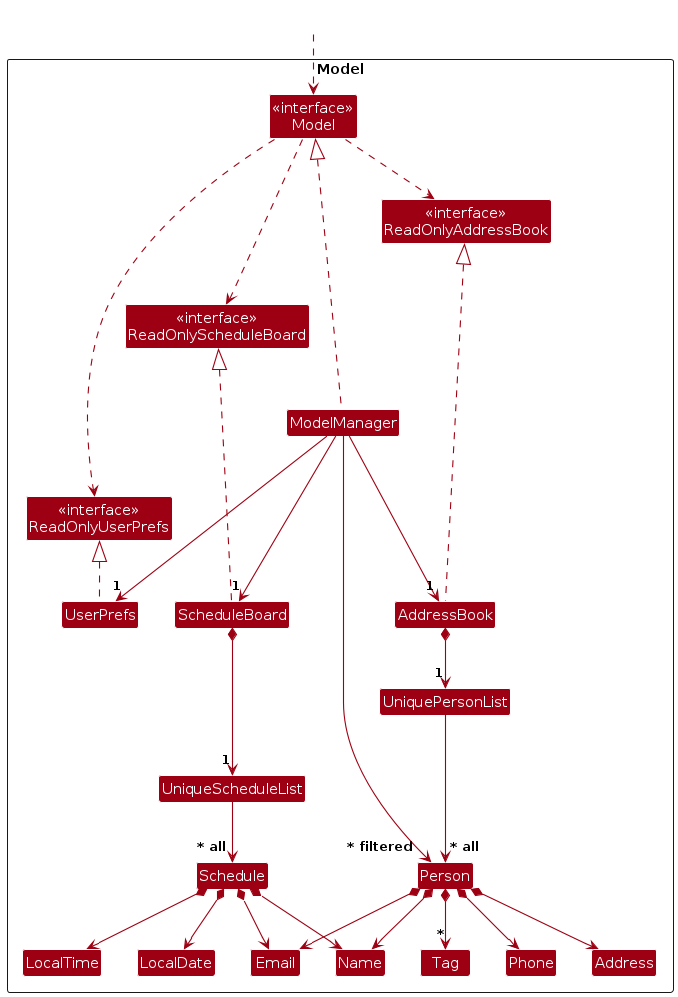 Model
«interface»
Model
«interface»
ReadOnlyAddressBook
«interface»
ReadOnlyScheduleBoard
ModelManager
«interface»
ReadOnlyUserPrefs
1
1
1
UserPrefs
ScheduleBoard
AddressBook
1
UniquePersonList
1
UniqueScheduleList
* all
* filtered
* all
Schedule
Person
*
LocalTime
LocalDate
Email
Name
Tag
Phone
Address